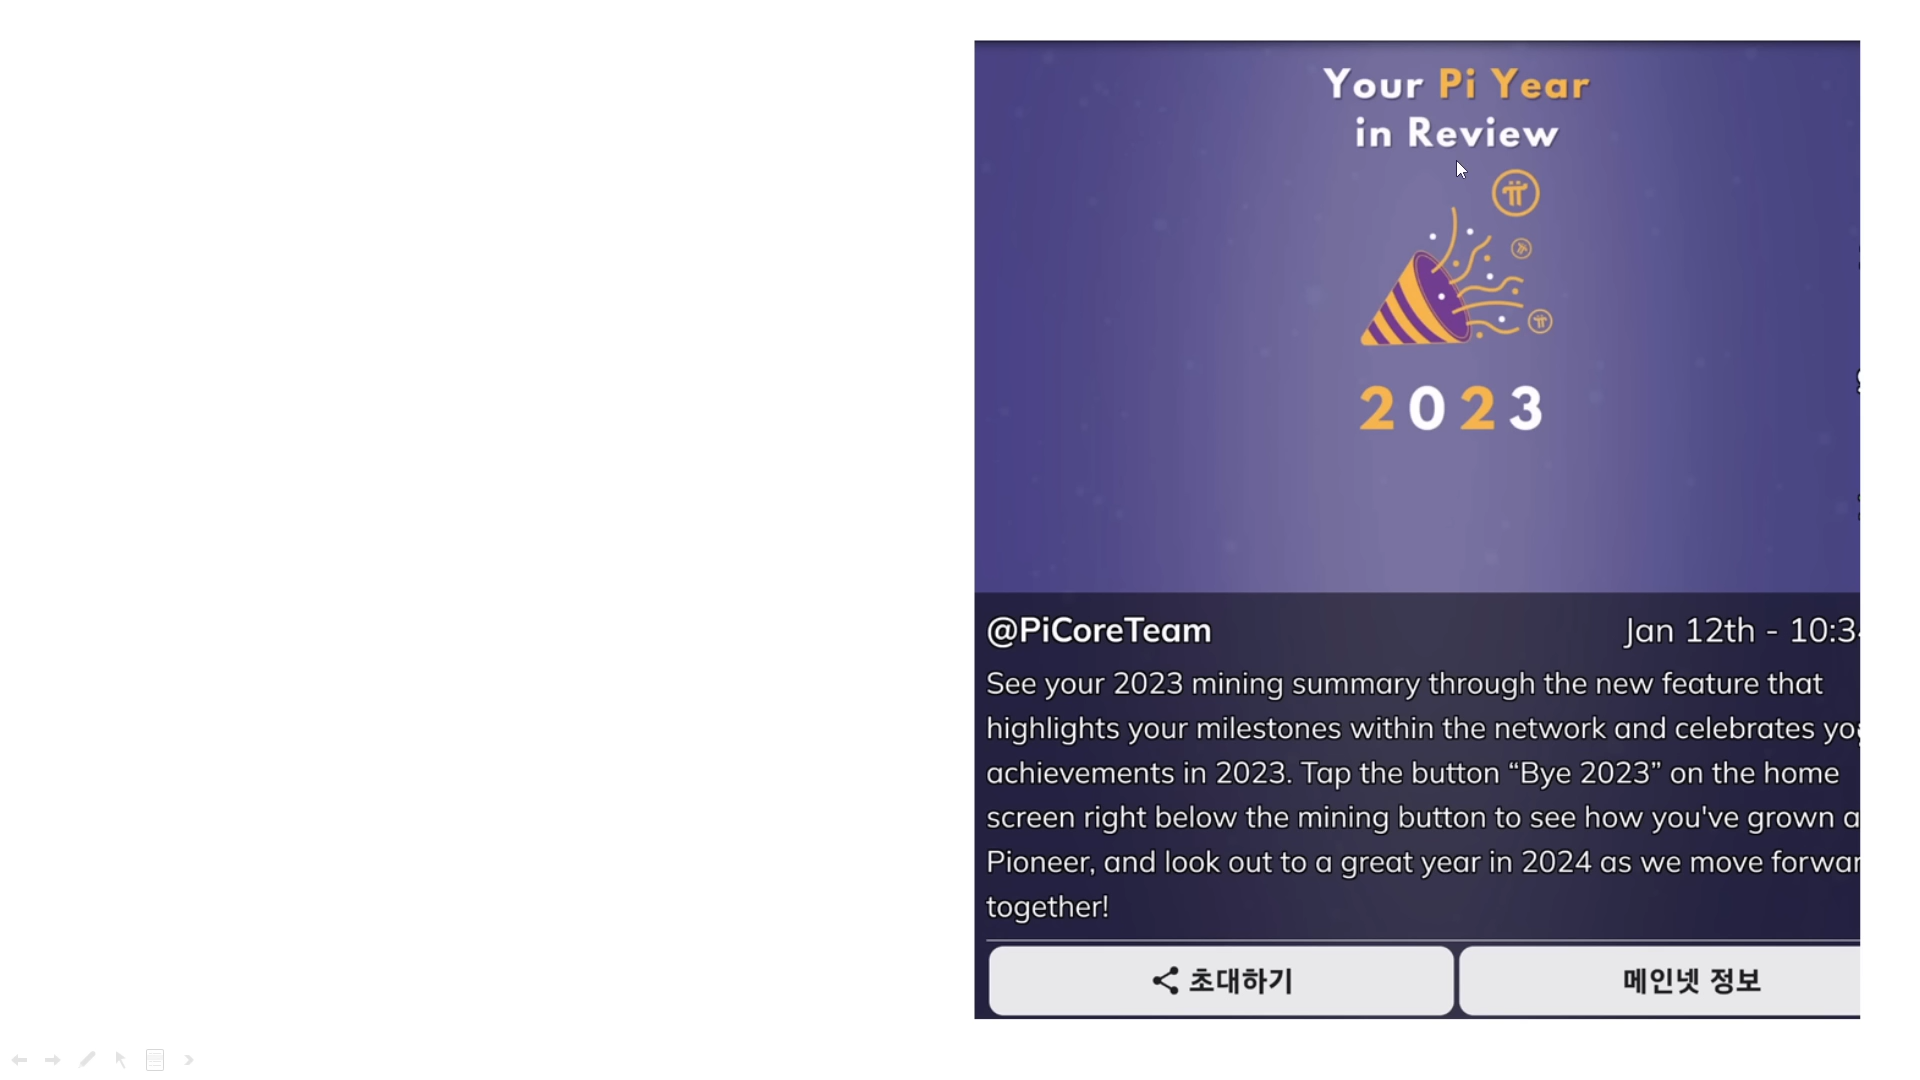 Your Pi Year
in Review
2023
@PiCoreTeam
Jan 12th - 10:3
See your 2023 mining summary through the new feature that
highlights your milestones within the network and celebrates
achievements in 2023. Tap the button “Bye 2023” on the home
screen right below the mining button to see how you've grown a
Pioneer, and look out to a great year in 2024 as we move forwar
together!
초대하기
메인넷 정보